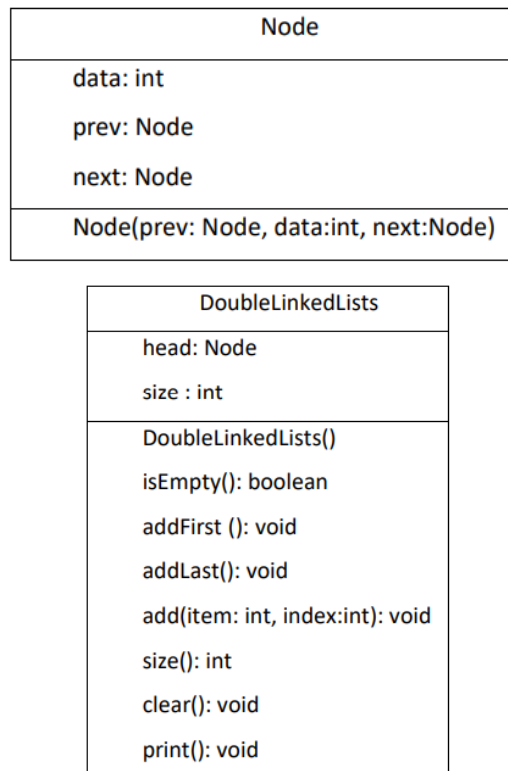 Node
data: int
prev: Node
next: Node
Node(prev: Node, data:int, next:Node)
DoubleLinkedLists
head: Node
size : int
DoubleLinkedLists()
isEmpty(): boolean
addFirst (): void
addLast(): void
add(item: int, index:int): void
size(): int
clear(): void
print(): void